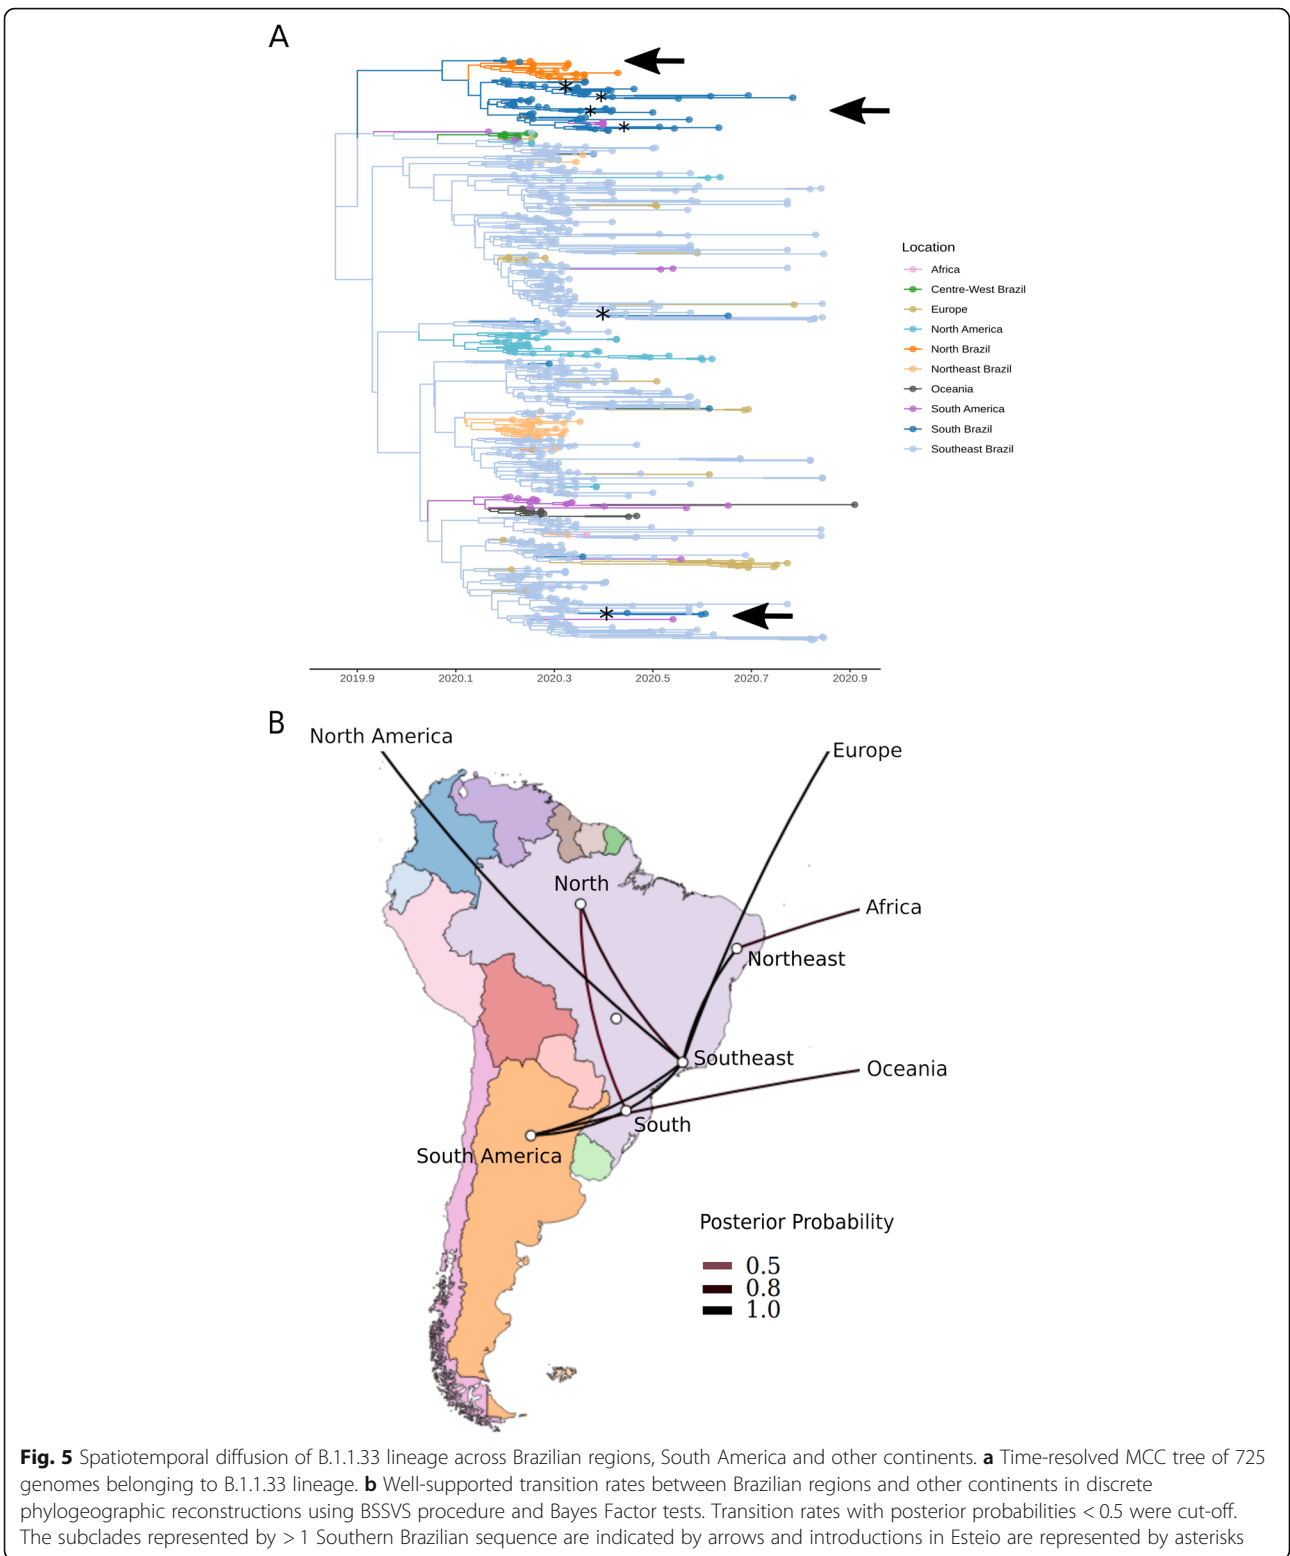 A
Location
Africa
Centre-West Brazil
Europe
North America
North Brazil
Northeast Brazil
Oceania
South America
South Brazil
Southeast Brazil
2019.9 2020.1 2020.3 2020.5 2020.7 2020.9
B
North America
Europe
North
Africa
Northeast
Southeast
Oceania
South
South America
Posterior Probability
0.5
0.8
1.0
Fig. 5 Spatiotemporal diffusion of B.1.1.33 lineage across Brazilian regions, South America and other continents. a Time-resolved MCC tree of 725
genomes belonging to B.1.1.33 lineage. b Well-supported transition rates between Brazilian regions and other continents in discrete
phylogeographic reconstructions using BSSVS procedure and Bayes Factor tests. Transition rates with posterior probabilities < 0.5 were cut-off.
The subclades represented by > 1 Southern Brazilian sequence are indicated by arrows and introductions in Esteio are represented by asterisks